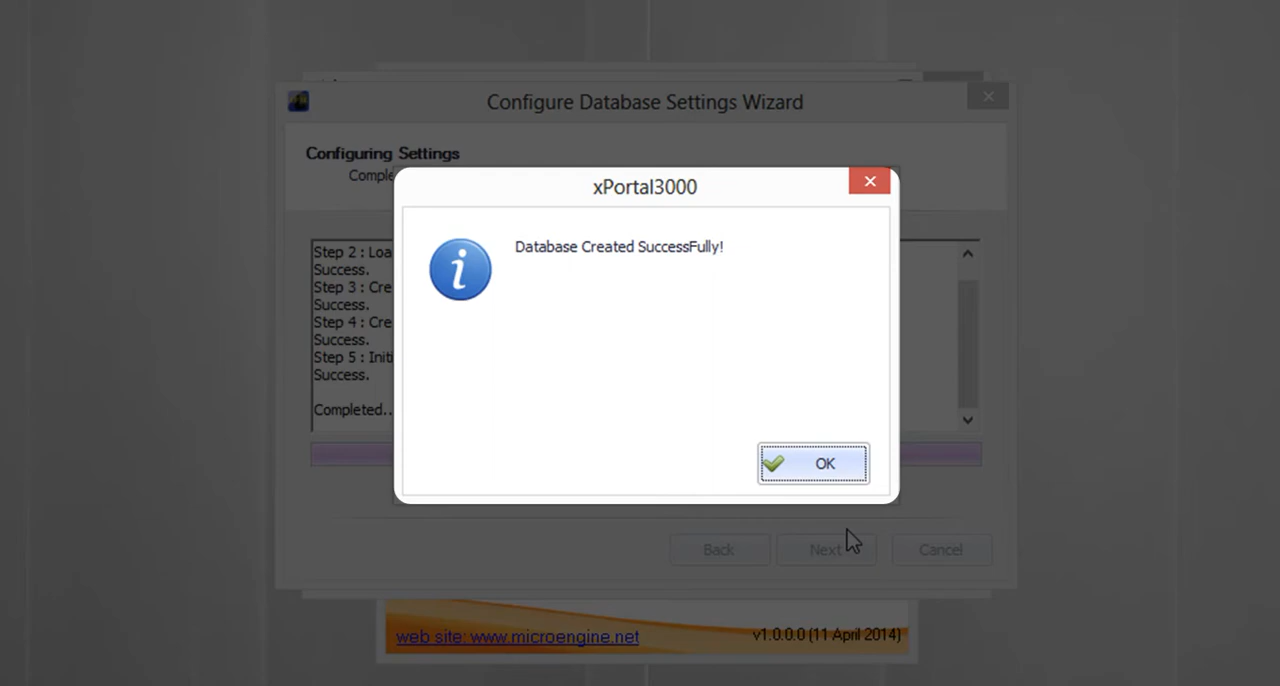 Configure Database Settings Wizard
Configuring Settings
Comple
xPortal3000
Database Created SuccessFully!
Step 2 : Loa
Success.
Step 3 : Cre
Success.
Step 4 : Cre
Success.
Step 5 : Initi
Success.
Completed..
OK
Back
Next
Cancel
web site: www.microengine.net
v1.0.0.0 (11 April 2014)